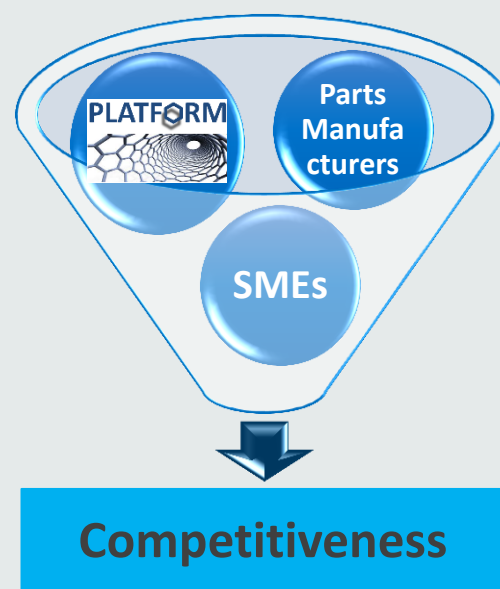 PLATFORM
Parts
Manufa
cturers
SMEs
Competitiveness